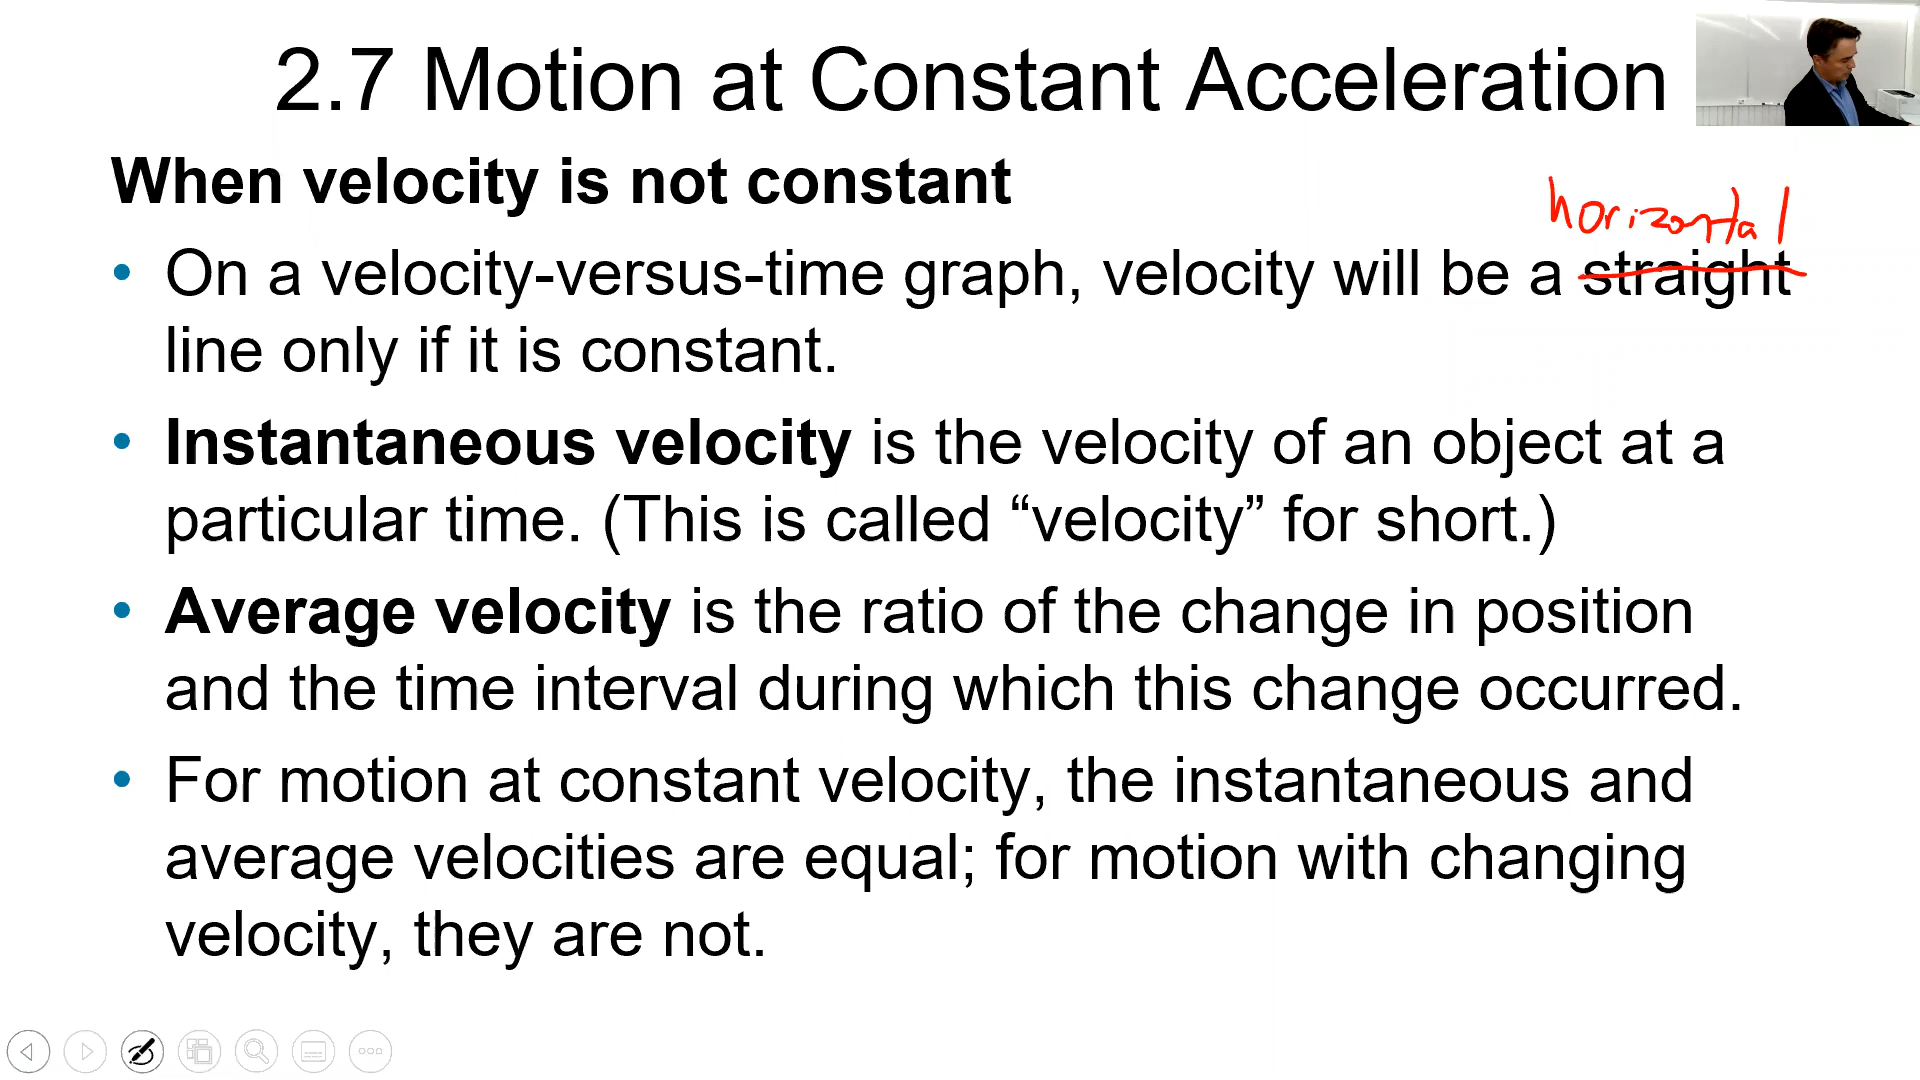 2.7 Motion at Constant Acceleration
When velocity is not constant
horizontal
• On a velocity-versus-time graph, velocity will be a straight
line only if it is constant.
• Instantaneous velocity is the velocity of an object at a
particular time. (This is called “velocity” for short.)
• Average velocity is the ratio of the change in position
and the time interval during which this change occurred.
• For motion at constant velocity, the instantaneous and
average velocities are equal; for motion with changing
velocity, they are not.